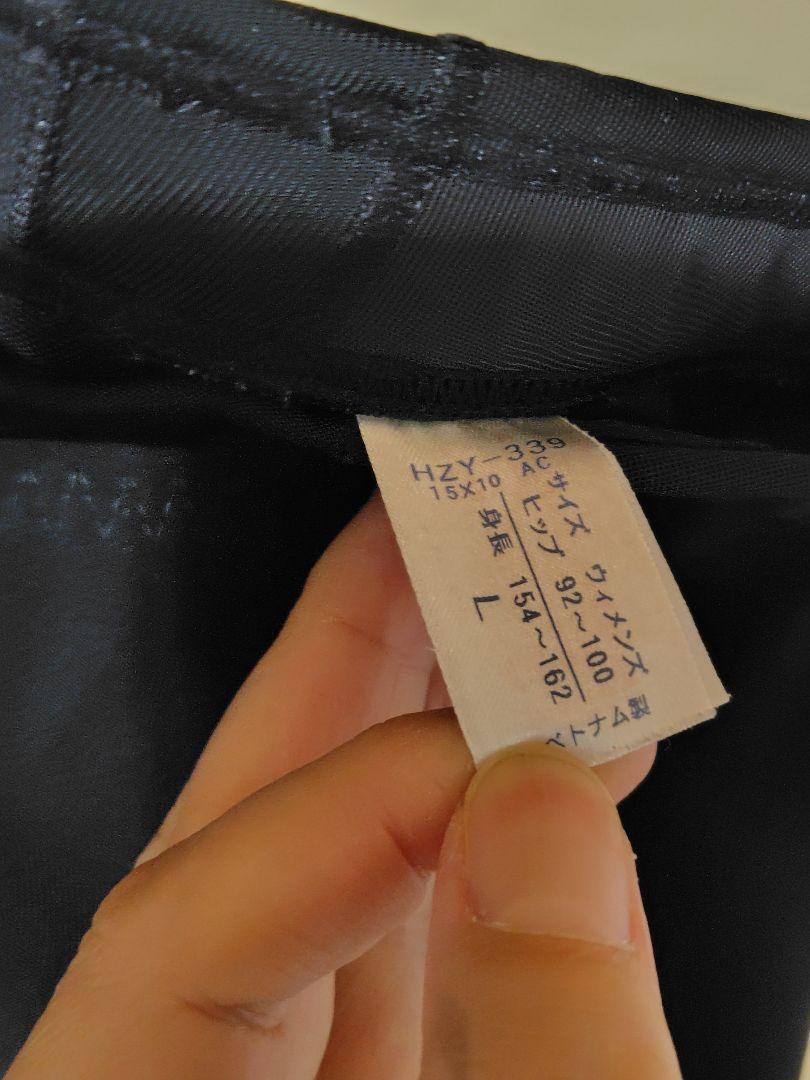 HZY-339
15X10 AC
サイズ ウィメンズ
ヒップ 92～100
身長 154～162
L
ベトナム製